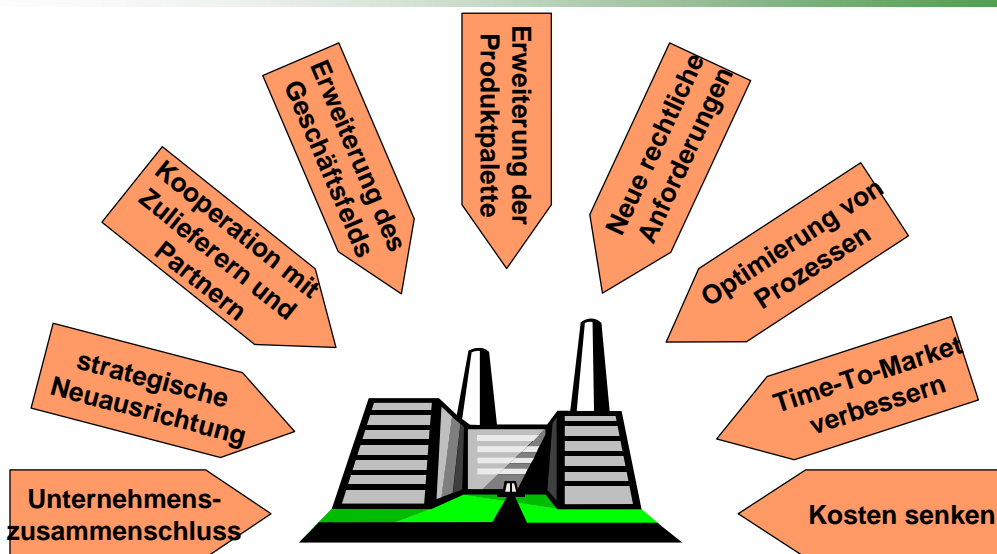 Unternehmens-
zusammenschluss
strategische
Neuausrichtung
Kooperation mit
Zulieferern und
Partnern
Erweiterung des
Geschäftsfelds
Erweiterung der
Produktpalette
Neue rechtliche
Anforderungen
Optimierung von
Prozessen
Time-To-Market
verbessern
Kosten senken